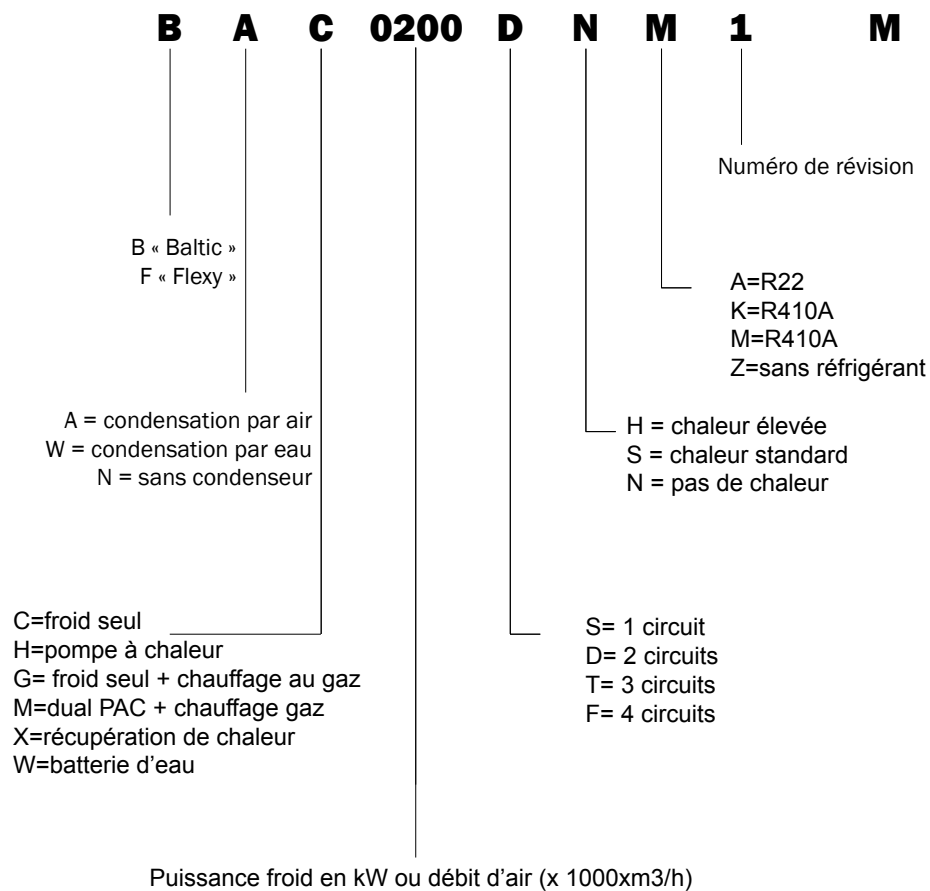 B A C 0200 D N M 1 M
Numéro de révision
B « Baltic »
F « Flexy »
A=R22
K=R410A
M=R410A
Z=sans réfrigérant
A = condensation par air
W = condensation par eau
N = sans condenseur
H = chaleur élevée
S = chaleur standard
N = pas de chaleur
C=froid seul
H=pompe à chaleur
G= froid seul + chauffage au gaz
M=dual PAC + chauffage gaz
X=récupération de chaleur
W=batterie d'eau
S= 1 circuit
D= 2 circuits
T= 3 circuits
F= 4 circuits
Puissance froid en kW ou débit d'air (x 1000xm3/h)